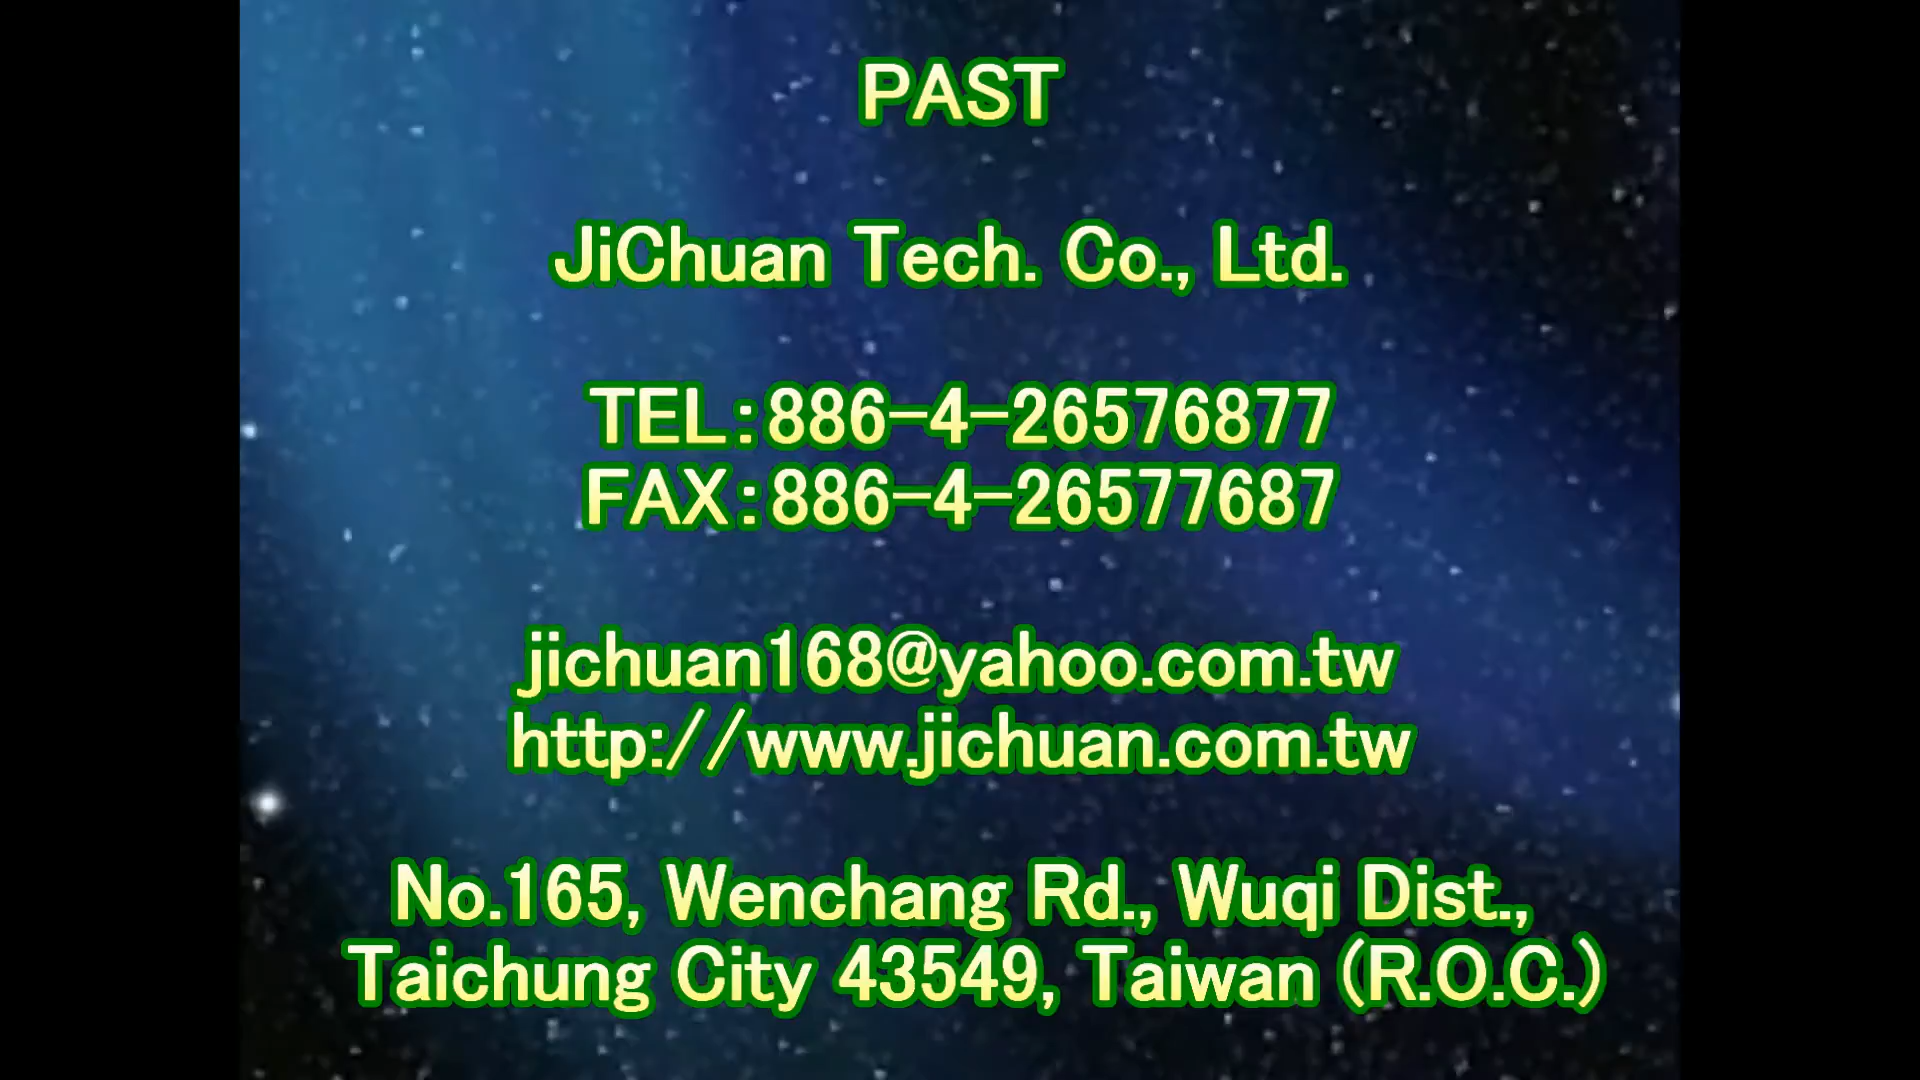 PAST
JiChuan Tech. Co., Ltd.
TEL:886-4-26576877
FAX:886-4-26577687
jichuan168@yahoo.com.tw
http://www.jichuan.com.tw
No.165, Wenchang Rd., Wuqi Dist.,
Taichung City 43549, Taiwan (R.O.C.)